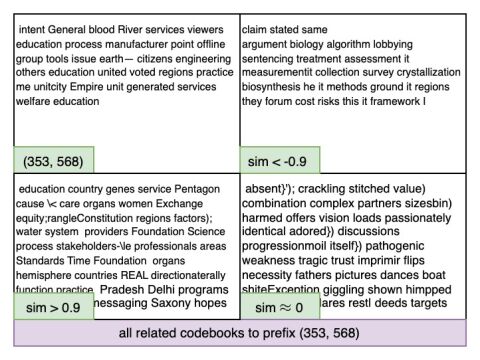 intent General blood River services viewers
education process manufacturer point offline
group tools issue earth— citizens engineering
others education united voted regions practice
me unitcity Empire unit generated services
welfare education
(353, 568)
claim stated same
argument biology algorithm lobbying
sentencing treatment assessment it
measurementit collection survey crystallization
biosynthesis he it methods ground it regions
they forum cost risks this it framework I
sim < -0.9
education country genes service Pentagon
cause \< care organs women Exchange
equity;rangleConstitution regions factors);
water system providers Foundation Science
process stakeholders-\le professionals areas
Standards Time Foundation organs
hemisphere countries REAL directionaterally
function practice Pradesh Delhi programs
nessaging Saxony hopes
sim > 0.9
absent}'); crackling stitched value)
combination complex partners sizesbin)
harmed offers vision loads passionately
identical adored}) discussions
progressionmoil itself}) pathogenic
weakness tragic trust imprimir flips
necessity fathers pictures dances boat
shiteException giggling shown himpped
lares restl deeds targets
sim ≈ 0
all related codebooks to prefix (353, 568)